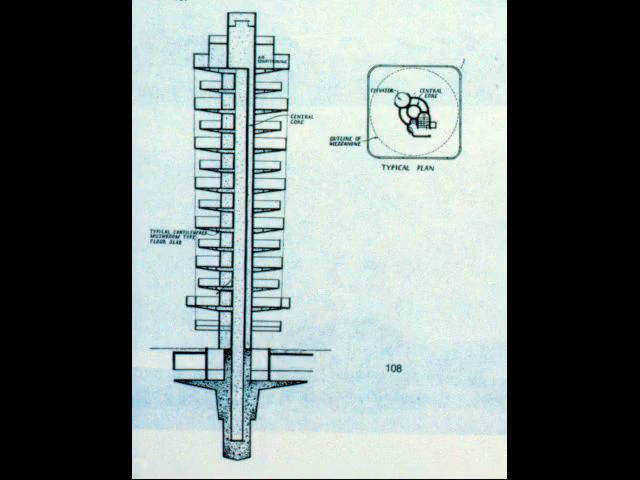 AIR
CONDITIONING
CENTRAL
CORE
ELEVATOR
CENTRAL
CORE
OUTLINE OF
MEZZANINE
TYPICAL PLAN
TYPICAL CANTILEVERED
MUSHROOM TYPE
FLOOR SLAB
108